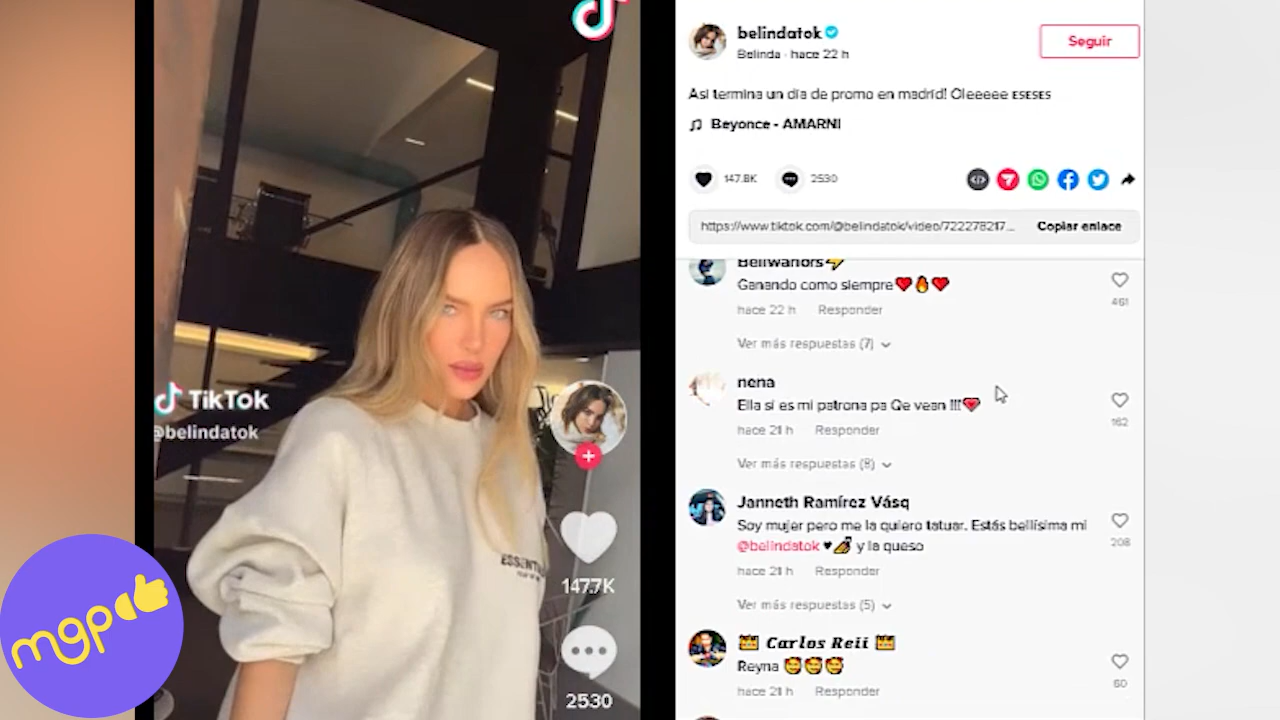 TikTok
@belindatok
ESSENTI
147.7K
2530
mgp
belindatok
Belinda · hace 22 h
Seguir
Asi termina un día de promo en madrid! Oleeeee ESESES
Beyonce - AMARNI
147.8K
2530
https://www.tiktok.com/@belindatok/video/722278217...
Copiar enlace
Beliwariors⚡
Ganando como siempre❤️🔥❤️
461
hace 22 h Responder
Ver más respuestas (7)
nena
Ella si es mi patrona pa Qe vean !!!💖
162
hace 21 h Responder
Ver más respuestas (8)
Janneth Ramírez Vásq
Soy mujer pero me la quiero tatuar. Estás bellísima mi
@belindatok ♥💅 y la queso
208
hace 21 h Responder
Ver más respuestas (5)
Carlos Reii
Reyna 🥰🥰🥰
60
hace 21 h Responder